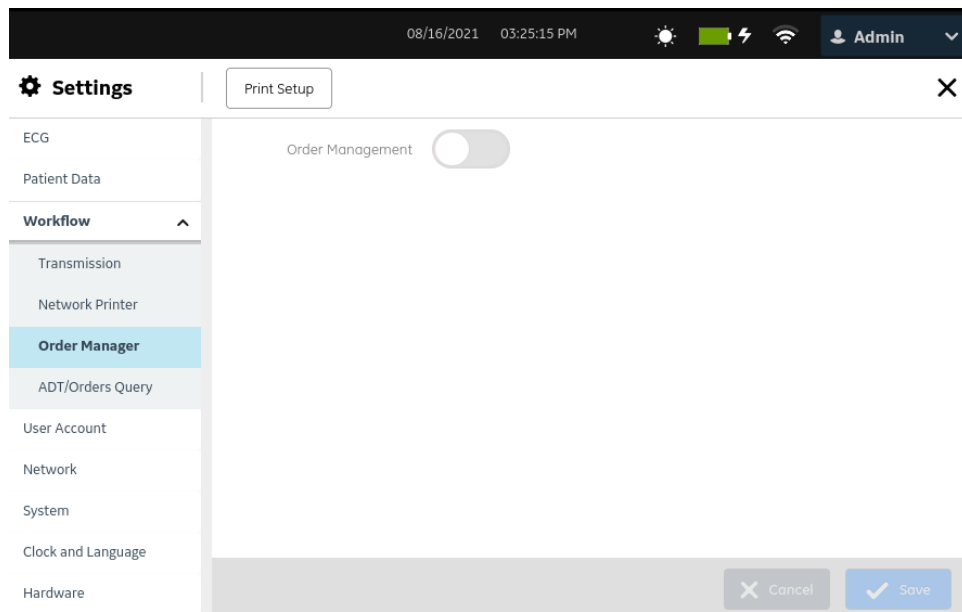 08/16/2021 03:25:15 PM Admin
Settings Print Setup
ECG
Order Management
Patient Data
Workflow
Transmission
Network Printer
Order Manager
ADT/Orders Query
User Account
Network
System
Clock and Language
Hardware
Cancel Save